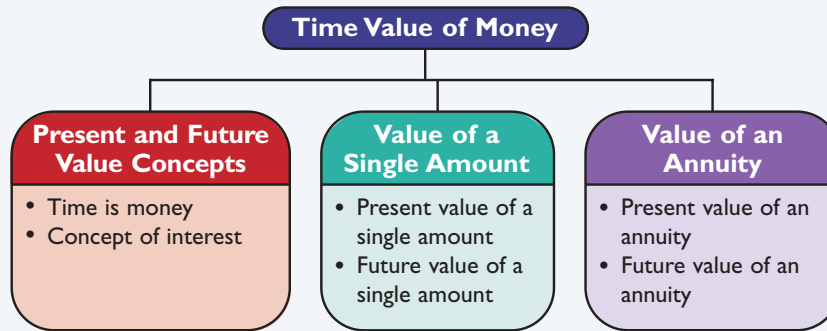 Time Value of Money
Present and Future
Value Concepts
• Time is money
• Concept of interest
Value of a
Single Amount
• Present value of a
single amount
• Future value of a
single amount
Value of an
Annuity
• Present value of an
annuity
• Future value of an
annuity